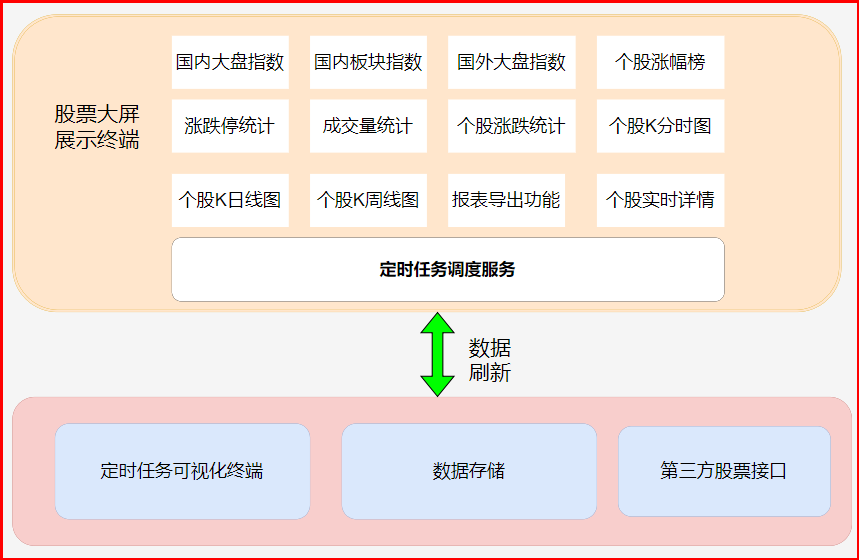 股票大屏
展示终端
国内大盘指数
国内板块指数
国外大盘指数
个股涨幅榜
涨跌停统计
成交量统计
个股涨跌统计
个股K分时图
个股K日线图
个股K周线图
报表导出功能
个股实时详情
定时任务调度服务
数据
刷新
定时任务可视化终端
数据存储
第三方股票接口